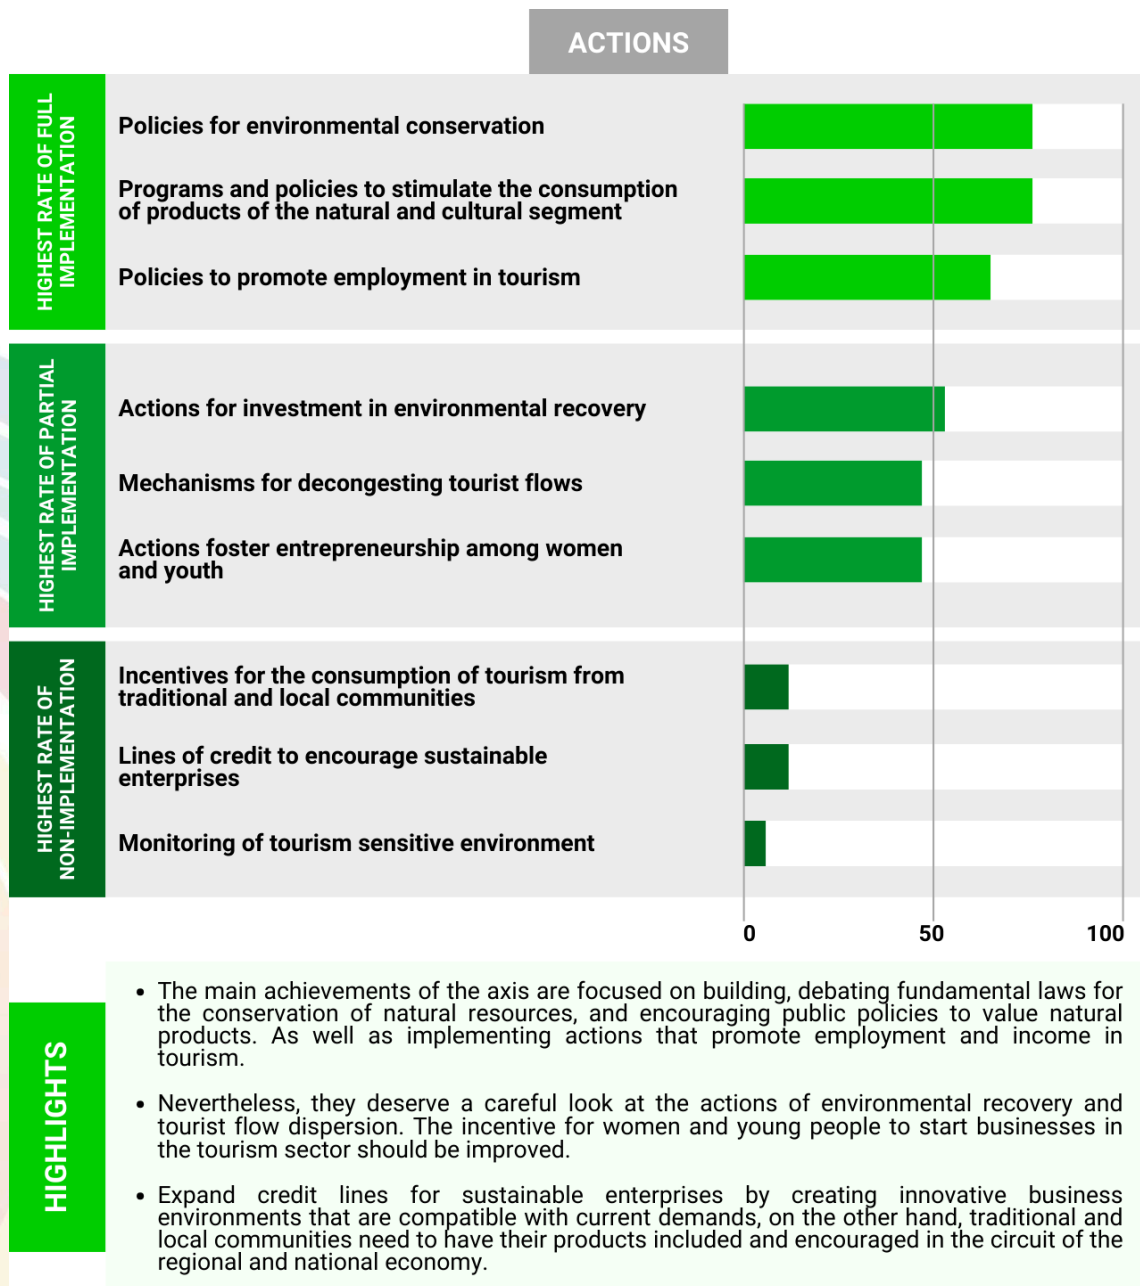 ACTIONS
HIGHEST RATE OF FULL
IMPLEMENTATION
Policies for environmental conservation
Programs and policies to stimulate the consumption
of products of the natural and cultural segment
Policies to promote employment in tourism
HIGHEST RATE OF PARTIAL
IMPLEMENTATION
Actions for investment in environmental recovery
Mechanisms for decongesting tourist flows
Actions foster entrepreneurship among women
and youth
HIGHEST RATE OF
NON-IMPLEMENTATION
Incentives for the consumption of tourism from
traditional and local communities
Lines of credit to encourage sustainable
enterprises
Monitoring of tourism sensitive environment
0 50 100
HIGHLIGHTS
• The main achievements of the axis are focused on building, debating fundamental laws for
the conservation of natural resources, and encouraging public policies to value natural
products. As well as implementing actions that promote employment and income in
tourism.
• Nevertheless, they deserve a careful look at the actions of environmental recovery and
tourist flow dispersion. The incentive for women and young people to start businesses in
the tourism sector should be improved.
• Expand credit lines for sustainable enterprises by creating innovative business
environments that are compatible with current demands, on the other hand, traditional and
local communities need to have their products included and encouraged in the circuit of the
regional and national economy.